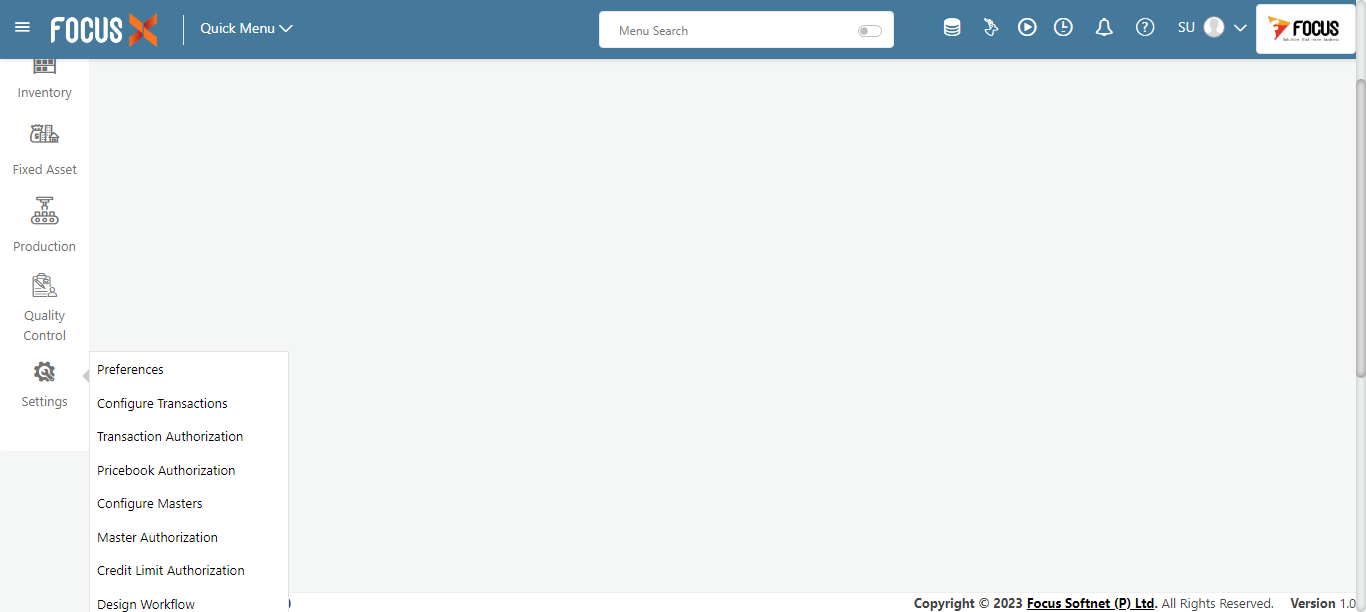 FOCUS X
Quick Menu
Menu Search
SU
FOCUS
Inventory
Fixed Asset
Production
Quality
Control
Settings
Preferences
Configure Transactions
Transaction Authorization
Pricebook Authorization
Configure Masters
Master Authorization
Credit Limit Authorization
Design Workflow
Copyright © 2023 Focus Softnet (P) Ltd. All Rights Reserved. Version 1.0